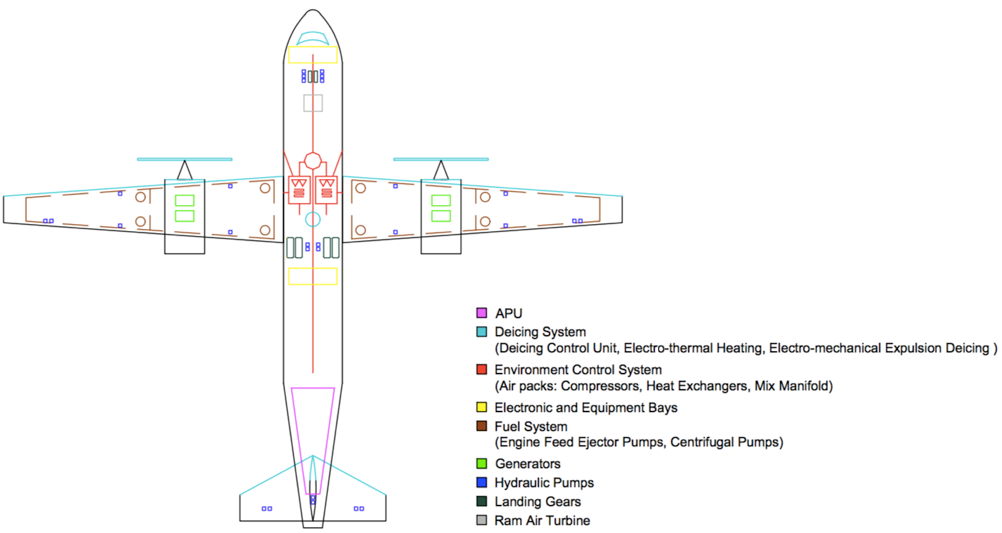 APU
Deicing System
(Deicing Control Unit, Electro-thermal Heating, Electro-mechanical Expulsion Deicing )
Environment Control System
(Air packs: Compressors, Heat Exchangers, Mix Manifold)
Electronic and Equipment Bays
Fuel System
(Engine Feed Ejector Pumps, Centrifugal Pumps)
Generators
Hydraulic Pumps
Landing Gears
Ram Air Turbine